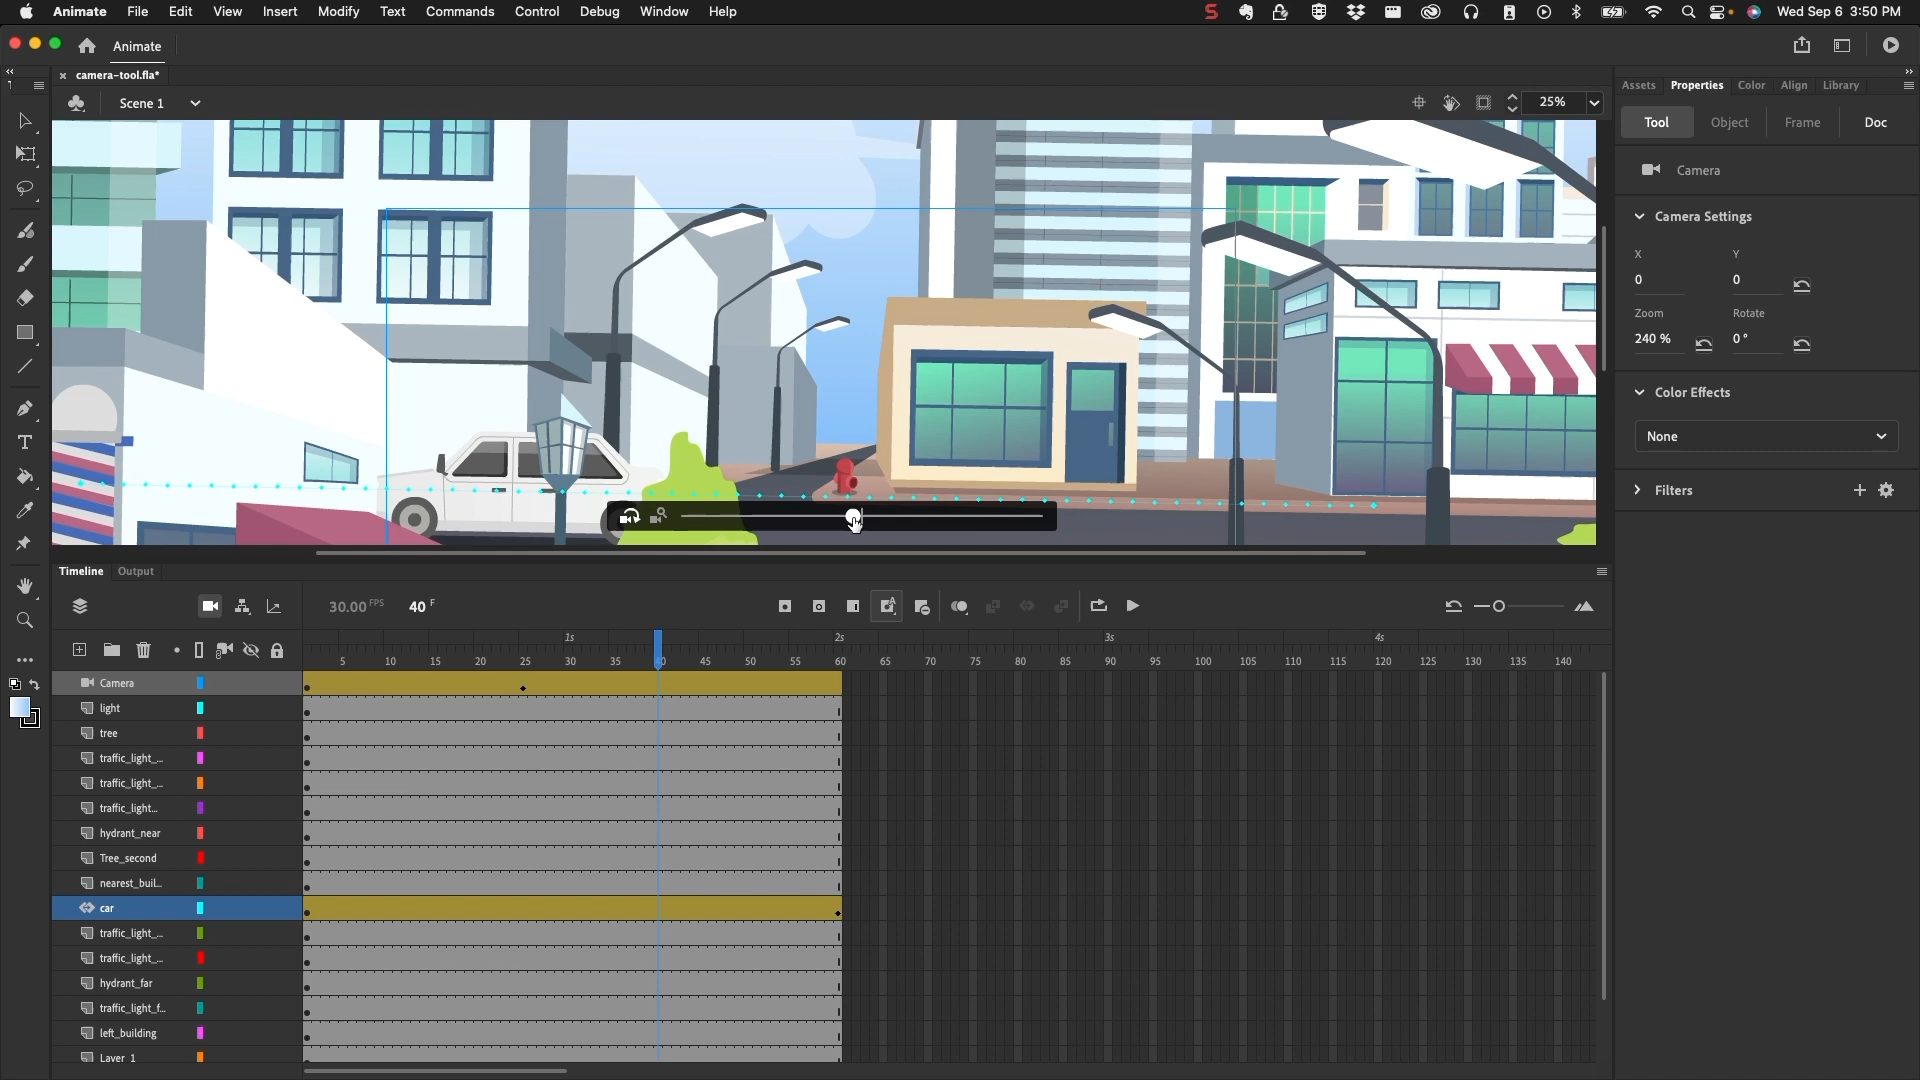 Animate File Edit View Insert Modify Text Commands Control Debug Window Help Wed Sep 6 3:50 PM
Animate
camera-tool.fla*
Assets Properties Color Align Library
Scene 1 25%
Tool Object Frame Doc
Camera
Camera Settings
X Y
0 0
Zoom Rotate
240 % 0 °
Color Effects
None
Filters
Timeline Output
30.00 FPS 40 F
1s 2s 3s 4s
5 10 15 20 25 30 35 40 45 50 55 60 65 70 75 80 85 90 95 100 105 110 115 120 125 130 135 140
Camera
light
tree
traffic_light_...
traffic_light_...
traffic_light...
hydrant_near
Tree_second
nearest_buil...
car
traffic_light_...
traffic_light_...
hydrant_far
traffic_light_f...
left_building
Layer_1